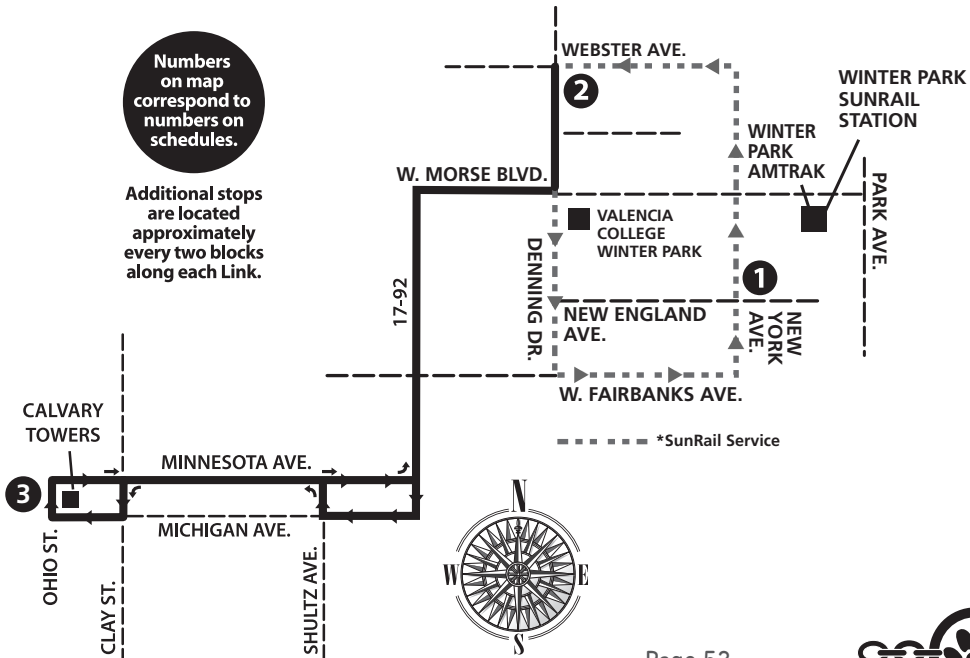 Numbers
on map
correspond to
numbers on
schedules.
Additional stops
are located
approximately
every two blocks
along each Link.
WEBSTER AVE.
2
WINTER PARK
SUNRAIL
STATION
WINTER
PARK
AMTRAK
W. MORSE BLVD.
PARK AVE.
VALENCIA
COLLEGE
WINTER PARK
DENNING DR.
17-92
1
NEW ENGLAND
AVE.
NEW
YORK
AVE.
W. FAIRBANKS AVE.
*SunRail Service
CALVARY
TOWERS
MINNESOTA AVE.
3
MICHIGAN AVE.
OHIO ST.
CLAY ST.
SHULTZ AVE.
N
W
E
S